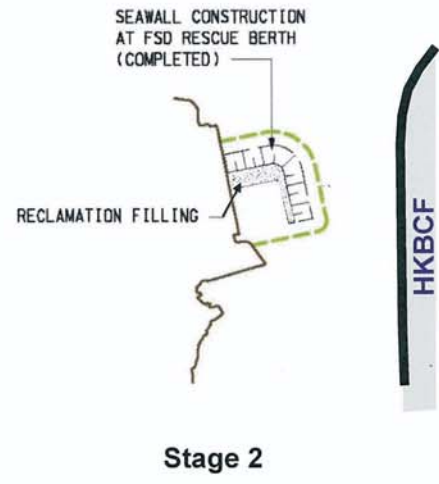 SEAWALL CONSTRUCTION
AT FSD RESCUE BERTH
(COMPLETED)
RECLAMATION FILLING
HKBCF
Stage 2